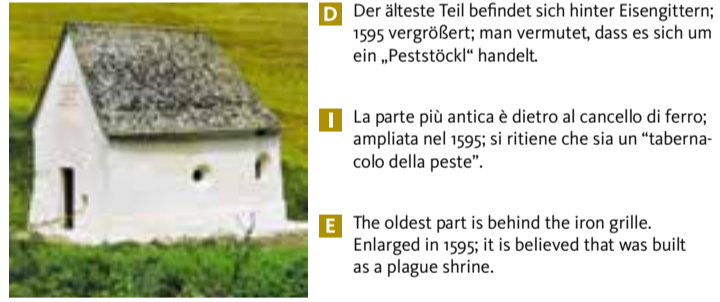 D Der älteste Teil befindet sich hinter Eisengittern;
1595 vergrößert; man vermutet, dass es sich um
ein „Peststöckl“ handelt.
I La parte più antica è dietro al cancello di ferro;
ampliata nel 1595; si ritiene che sia un “taberna-
colo della peste”.
E The oldest part is behind the iron grille.
Enlarged in 1595; it is believed that was built
as a plague shrine.